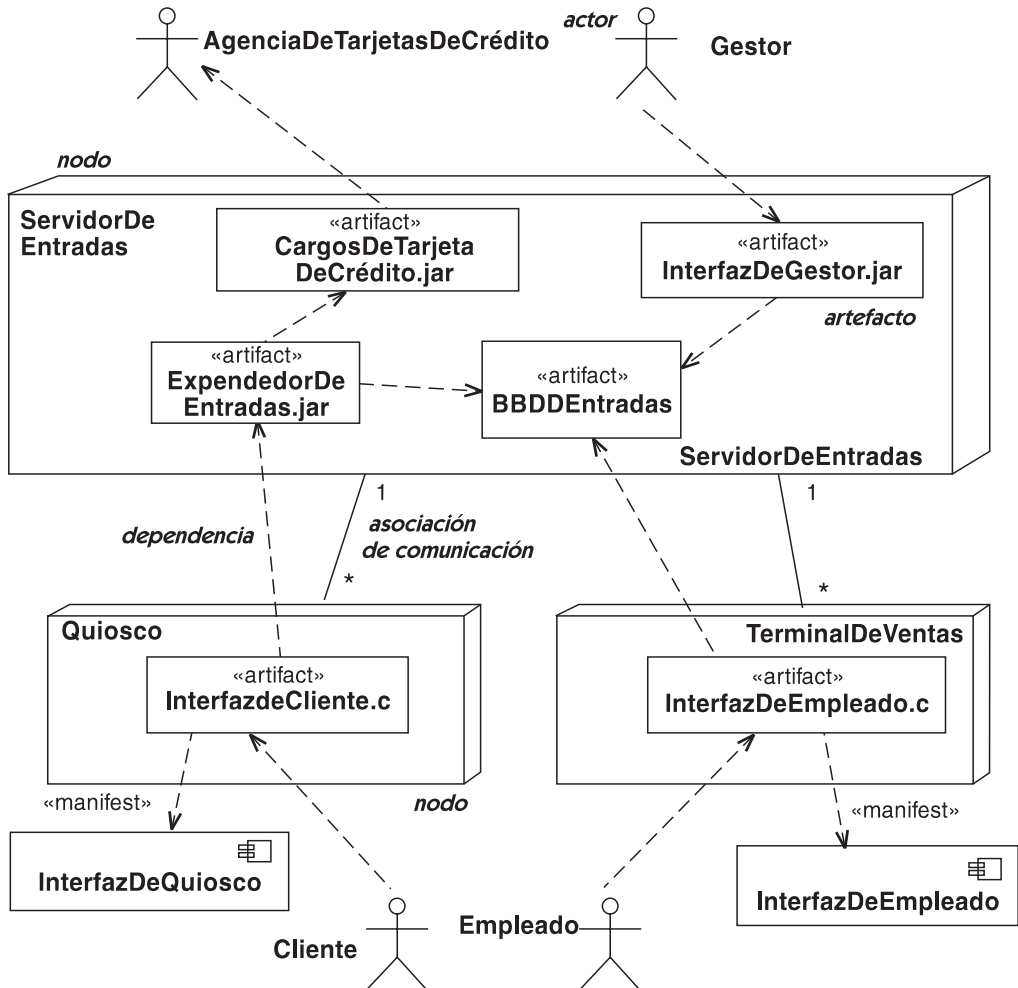 AgenciaDeTarjetasDeCrédito
actor
Gestor
nodo
ServidorDe
Entradas
«artifact»
CargosDeTarjeta
DeCrédito.jar
«artifact»
InterfazDeGestor.jar
artefacto
«artifact»
ExpendedorDe
Entradas.jar
«artifact»
BBDDEntradas
ServidorDeEntradas
1
1
dependencia
asociación
de comunicación
*
*
Quiosco
TerminalDeVentas
«artifact»
InterfazdeCliente.c
«artifact»
InterfazDeEmpleado.c
«manifest»
nodo
«manifest»
InterfazDeQuiosco
InterfazDeEmpleado
Cliente
Empleado